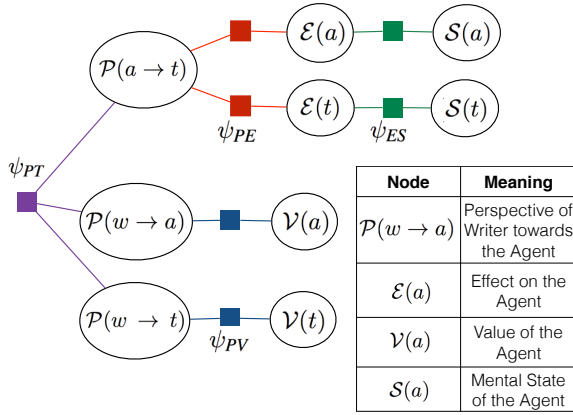 𝒫(a → t)
ℰ(a)
𝒮(a)
ℰ(t)
𝒮(t)
ψ_PE
ψ_ES
ψ_PT
𝒫(w → a)
𝒱(a)
𝒫(w → t)
𝒱(t)
ψ_PV
Node Meaning
𝒫(w → a) Perspective of
Writer towards
the Agent
ℰ(a) Effect on the
Agent
𝒱(a) Value of the
Agent
𝒮(a) Mental State
of the Agent